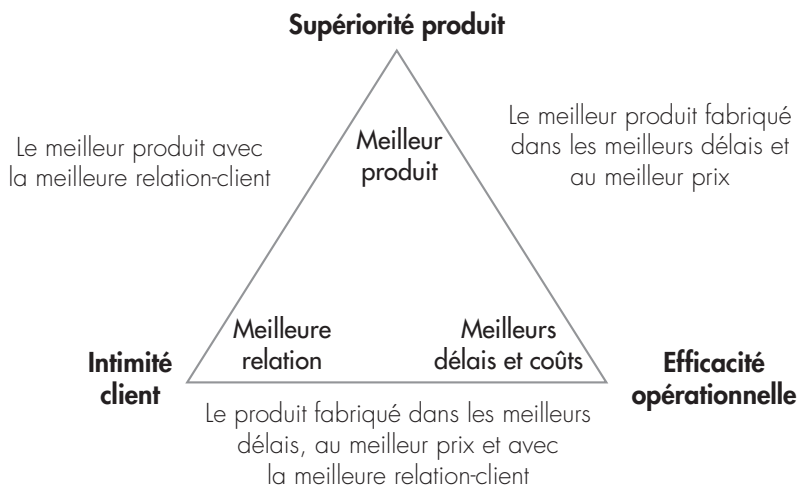 Supériorité produit
Le meilleur produit avec
la meilleure relation-client
Meilleur
produit
Le meilleur produit fabriqué
dans les meilleurs délais et
au meilleur prix
Intimité
client
Meilleure
relation
Meilleurs
délais et coûts
Efficacité
opérationnelle
Le produit fabriqué dans les meilleurs
délais, au meilleur prix et avec
la meilleure relation-client